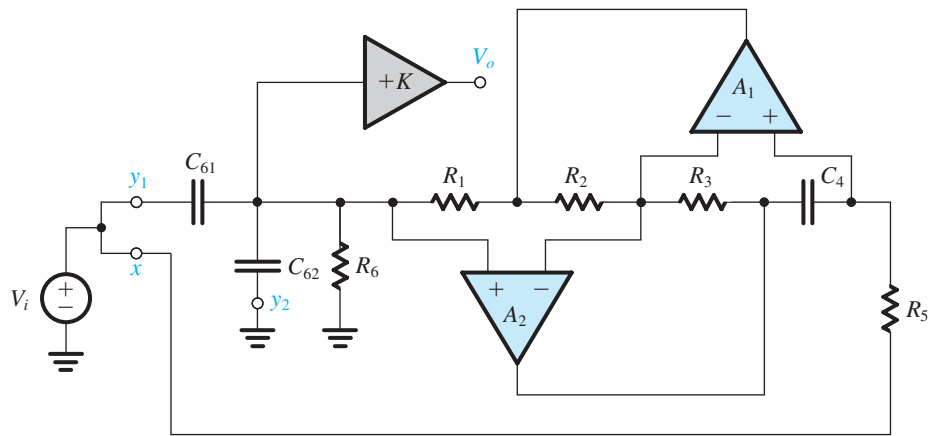 +K
V_o
A_1
− +
C_61
y_1
R_1
R_2
R_3
C_4
x
C_62
R_6
+ −
A_2
V_i
+
−
y_2
R_5